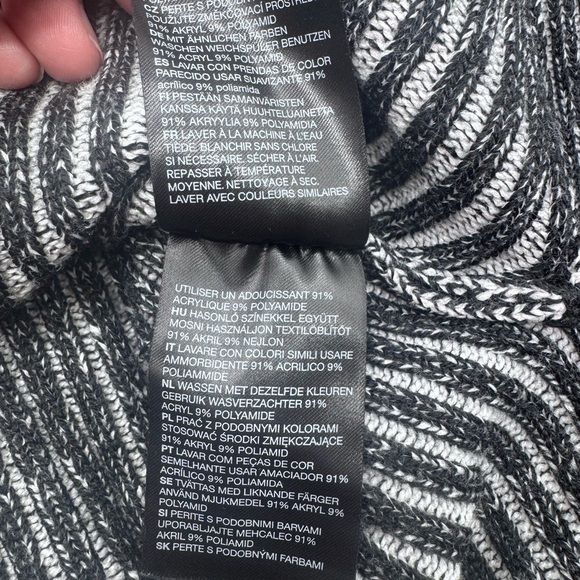 CZ PERTE S PODOBN
POUŽIJTE ZMĚKČOVACÍ PROSTŘE
91% AKRYL 9% POLYAMID
DE MIT ÄHNLICHEN FARBEN
WASCHEN WEICHSPÜLER BENUTZEN
91% ACRYL 9% POLYAMID
ES LAVAR CON PRENDAS DE COLOR
PARECIDO USAR SUAVIZANTE 91%
acrílico 9% poliamida
FI PESTÄÄN SAMANVÄRISTEN
KANSSA KÄYTÄ HUUHTELUAINETTA
91% AKRYYLIA 9% POLYAMIDIA
FR LAVER À LA MACHINE À L'EAU
TIÈDE. BLANCHIR SANS CHLORE
SI NÉCESSAIRE. SÉCHER À L'AIR.
REPASSER À TEMPÉRATURE
MOYENNE. NETTOYAGE À SEC.
LAVER AVEC COULEURS SIMILAIRES
UTILISER UN ADOUCISSANT 91%
ACRYLIQUE 9% POLYAMIDE
HU HASONLÓ SZÍNEKKEL EGYÜTT
MOSNI HASZNÁLJON TEXTILÖBLÍTŐT
91% AKRIL 9% NEJLON
IT LAVARE CON COLORI SIMILI USARE
AMMORBIDENTE 91% ACRILICO 9%
POLIAMMIDE
NL WASSEN MET DEZELFDE KLEUREN
GEBRUIK WASVERZACHTER 91%
ACRYL 9% POLYAMIDE
PL PRAĆ Z PODOBNYMI KOLORAMI
STOSOWAĆ ŚRODKI ZMIĘKCZAJĄCE
91% AKRYL 9% POLIAMID
PT LAVAR COM PEÇAS DE COR
SEMELHANTE USAR AMACIADOR 91%
ACRÍLICO 9% POLIAMIDA
SE TVÄTTAS MED LIKNANDE FÄRGER
ANVÄND MJUKMEDEL 91% AKRYL 9%
POLYAMID
SI PERITE S PODOBNIMI BARVAMI
UPORABLJAJTE MEHCALEC 91%
AKRIL 9% POLIAMID
SK PERTE S PODOBNÝMI FARBAMI